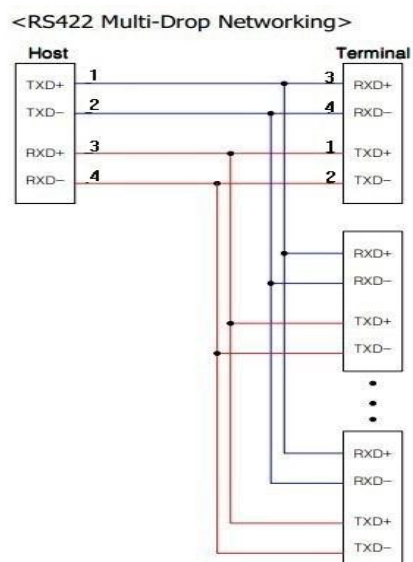 <RS422 Multi-Drop Networking>
Host
Terminal
TXD+ 1 3 RXD+
TXD− 2 4 RXD−
RXD+ 3 1 TXD+
RXD− 4 2 TXD−
RXD+
RXD−
TXD+
TXD−
RXD+
RXD−
TXD+
TXD−